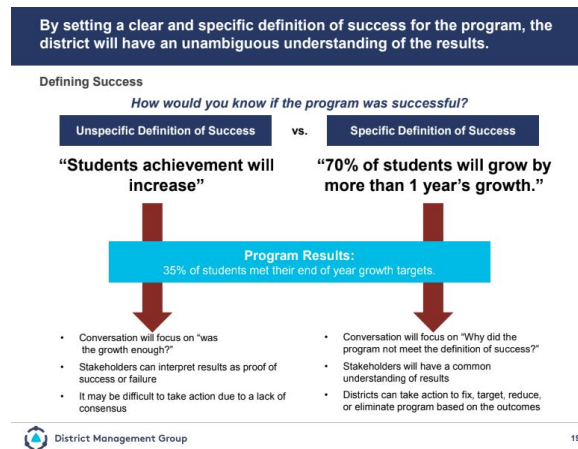 By setting a clear and specific definition of success for the program, the
district will have an unambiguous understanding of the results.
Defining Success
How would you know if the program was successful?
Unspecific Definition of Success
vs.
Specific Definition of Success
“Students achievement will
increase”
“70% of students will grow by
more than 1 year’s growth.”
Program Results:
35% of students met their end of year growth targets.
• Conversation will focus on “was
the growth enough?”
• Stakeholders can interpret results as proof of
success or failure
• It may be difficult to take action due to a lack of
consensus
• Conversation will focus on “Why did the
program not meet the definition of success?”
• Stakeholders will have a common
understanding of results
• Districts can take action to fix, target, reduce,
or eliminate program based on the outcomes
District Management Group
19